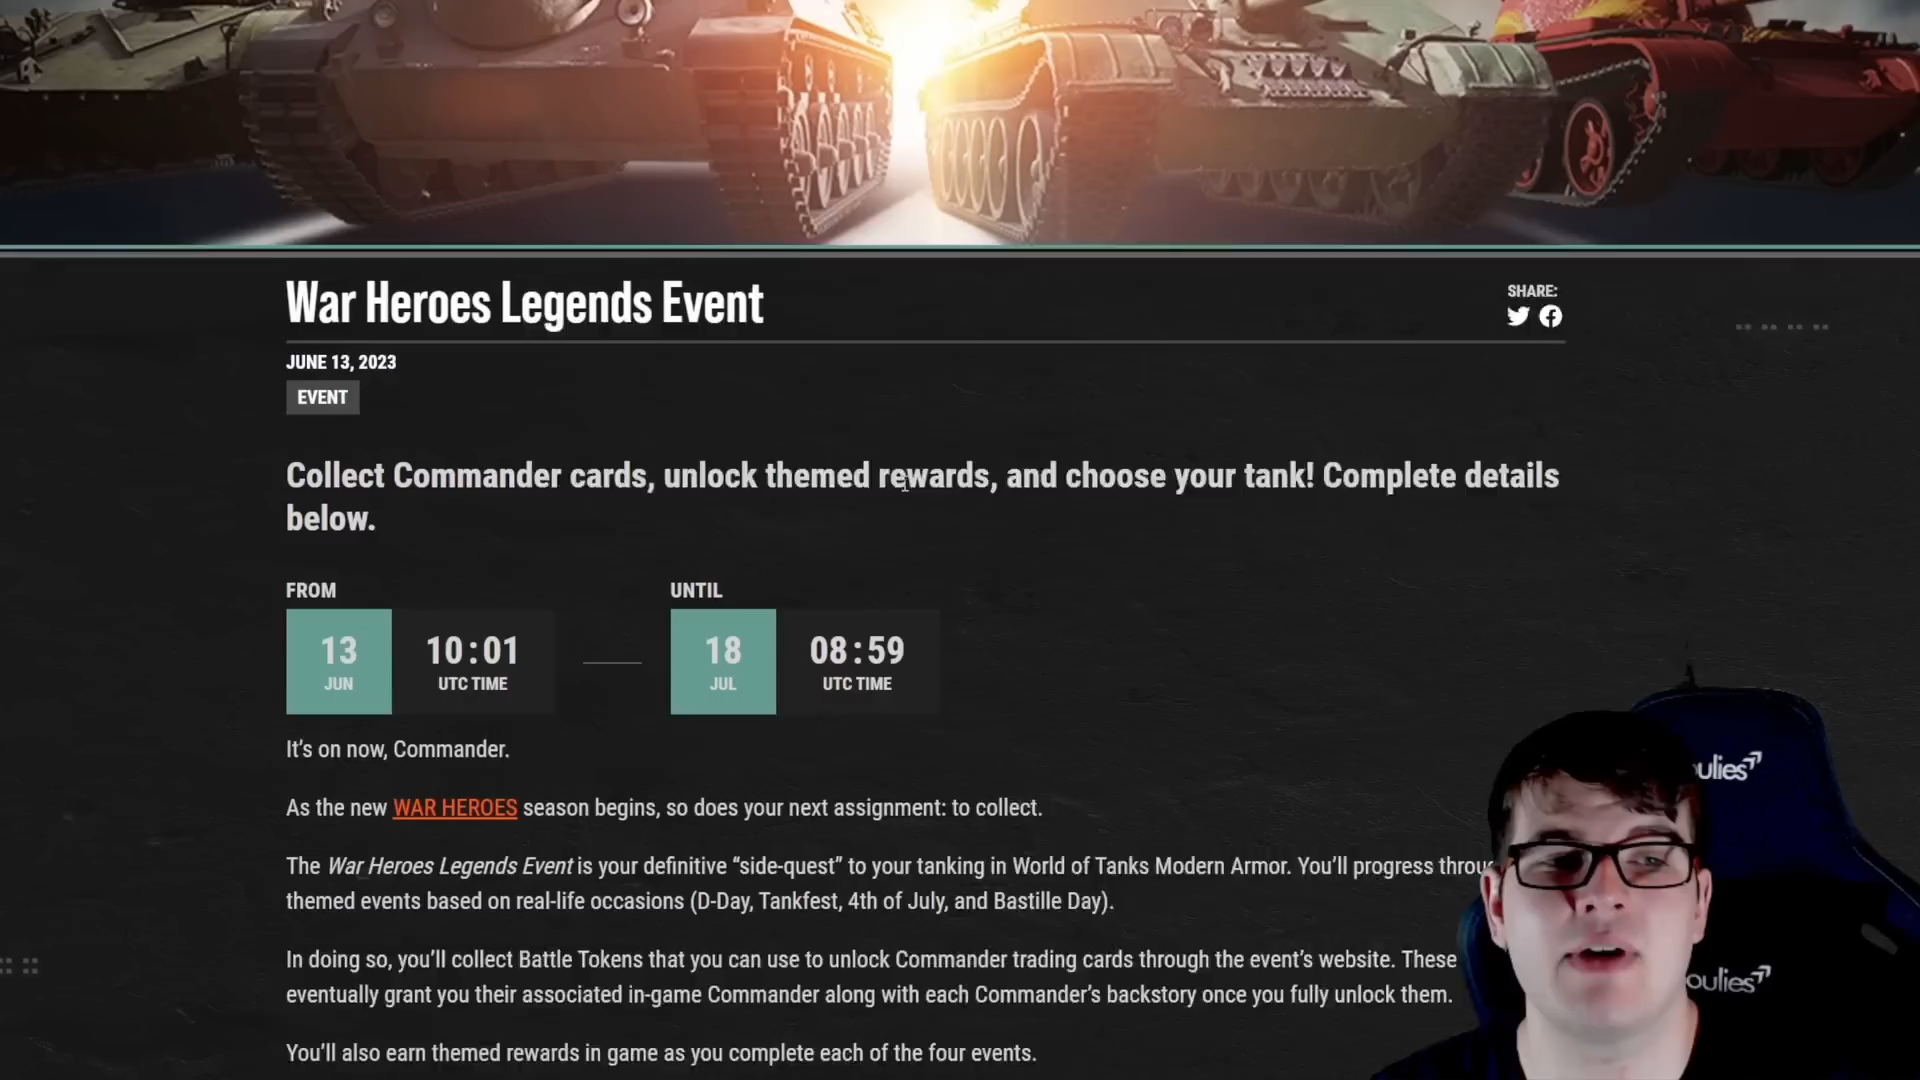 War Heroes Legends Event
SHARE:
JUNE 13, 2023
EVENT
Collect Commander cards, unlock themed rewards, and choose your tank! Complete details
below.
FROM
UNTIL
13
JUN
10:01
UTC TIME
18
JUL
08:59
UTC TIME
It's on now, Commander.
As the new WAR HEROES season begins, so does your next assignment: to collect.
The War Heroes Legends Event is your definitive “side-quest” to your tanking in World of Tanks Modern Armor. You'll progress
themed events based on real-life occasions (D-Day, Tankfest, 4th of July, and Bastille Day).
In doing so, you'll collect Battle Tokens that you can use to unlock Commander trading cards through the event's website. These
eventually grant you their associated in-game Commander along with each Commander's backstory once you fully unlock them.
You'll also earn themed rewards in game as you complete each of the four events.
oulies
ulies